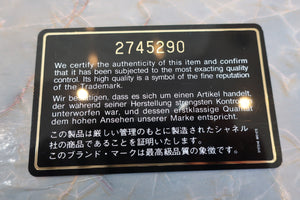 2745290
We certify the authenticity of this item and confirm
that it has been subjected to the most exacting quality
control. Its high quality is a symbol of the fine reputation
of the Trademark.
Wir bestätigen, dass es sich um einen Artikel handelt,
der während seiner Herstellung strengsten Kontrollen
unterworfen war, und dessen erstklassige Qualität
dem hohen Ansehen unserer Marke entspricht.
この製品は厳しい管理のもとに製造されたシャネル
社の商品であることを証明いたします。
このブランド・マークは最高級品質の象徴です。